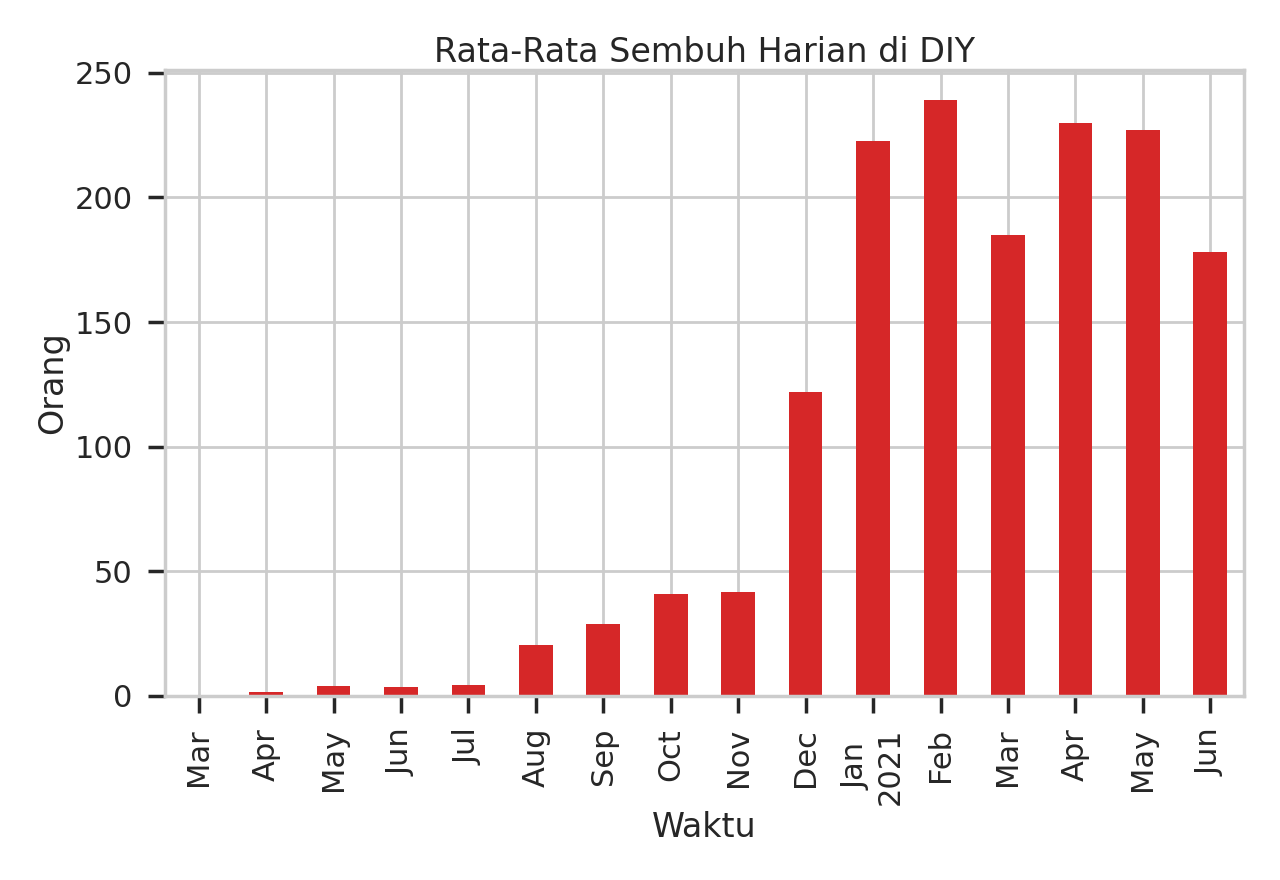 Rata-Rata Sembuh Harian di DIY
250
200
150
100
50
0
Orang
Mar
Apr
May
Jun
Jul
Aug
Sep
Oct
Nov
Dec
Jan
2021
Feb
Mar
Apr
May
Jun
Waktu